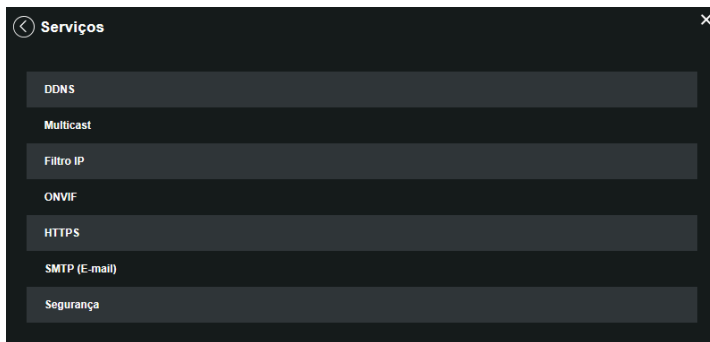 Serviços
DDNS
Multicast
Filtro IP
ONVIF
HTTPS
SMTP (E-mail)
Segurança